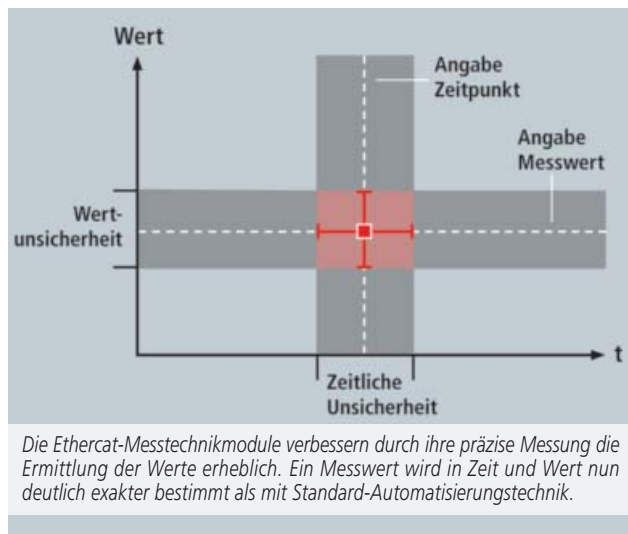 Wert
Angabe
Zeitpunkt
Angabe
Messwert
Wert-
unsicherheit
t
Zeitliche
Unsicherheit
Die Ethercat-Messtechnikmodule verbessern durch ihre präzise Messung die
Ermittlung der Werte erheblich. Ein Messwert wird in Zeit und Wert nun
deutlich exakter bestimmt als mit Standard-Automatisierungstechnik.